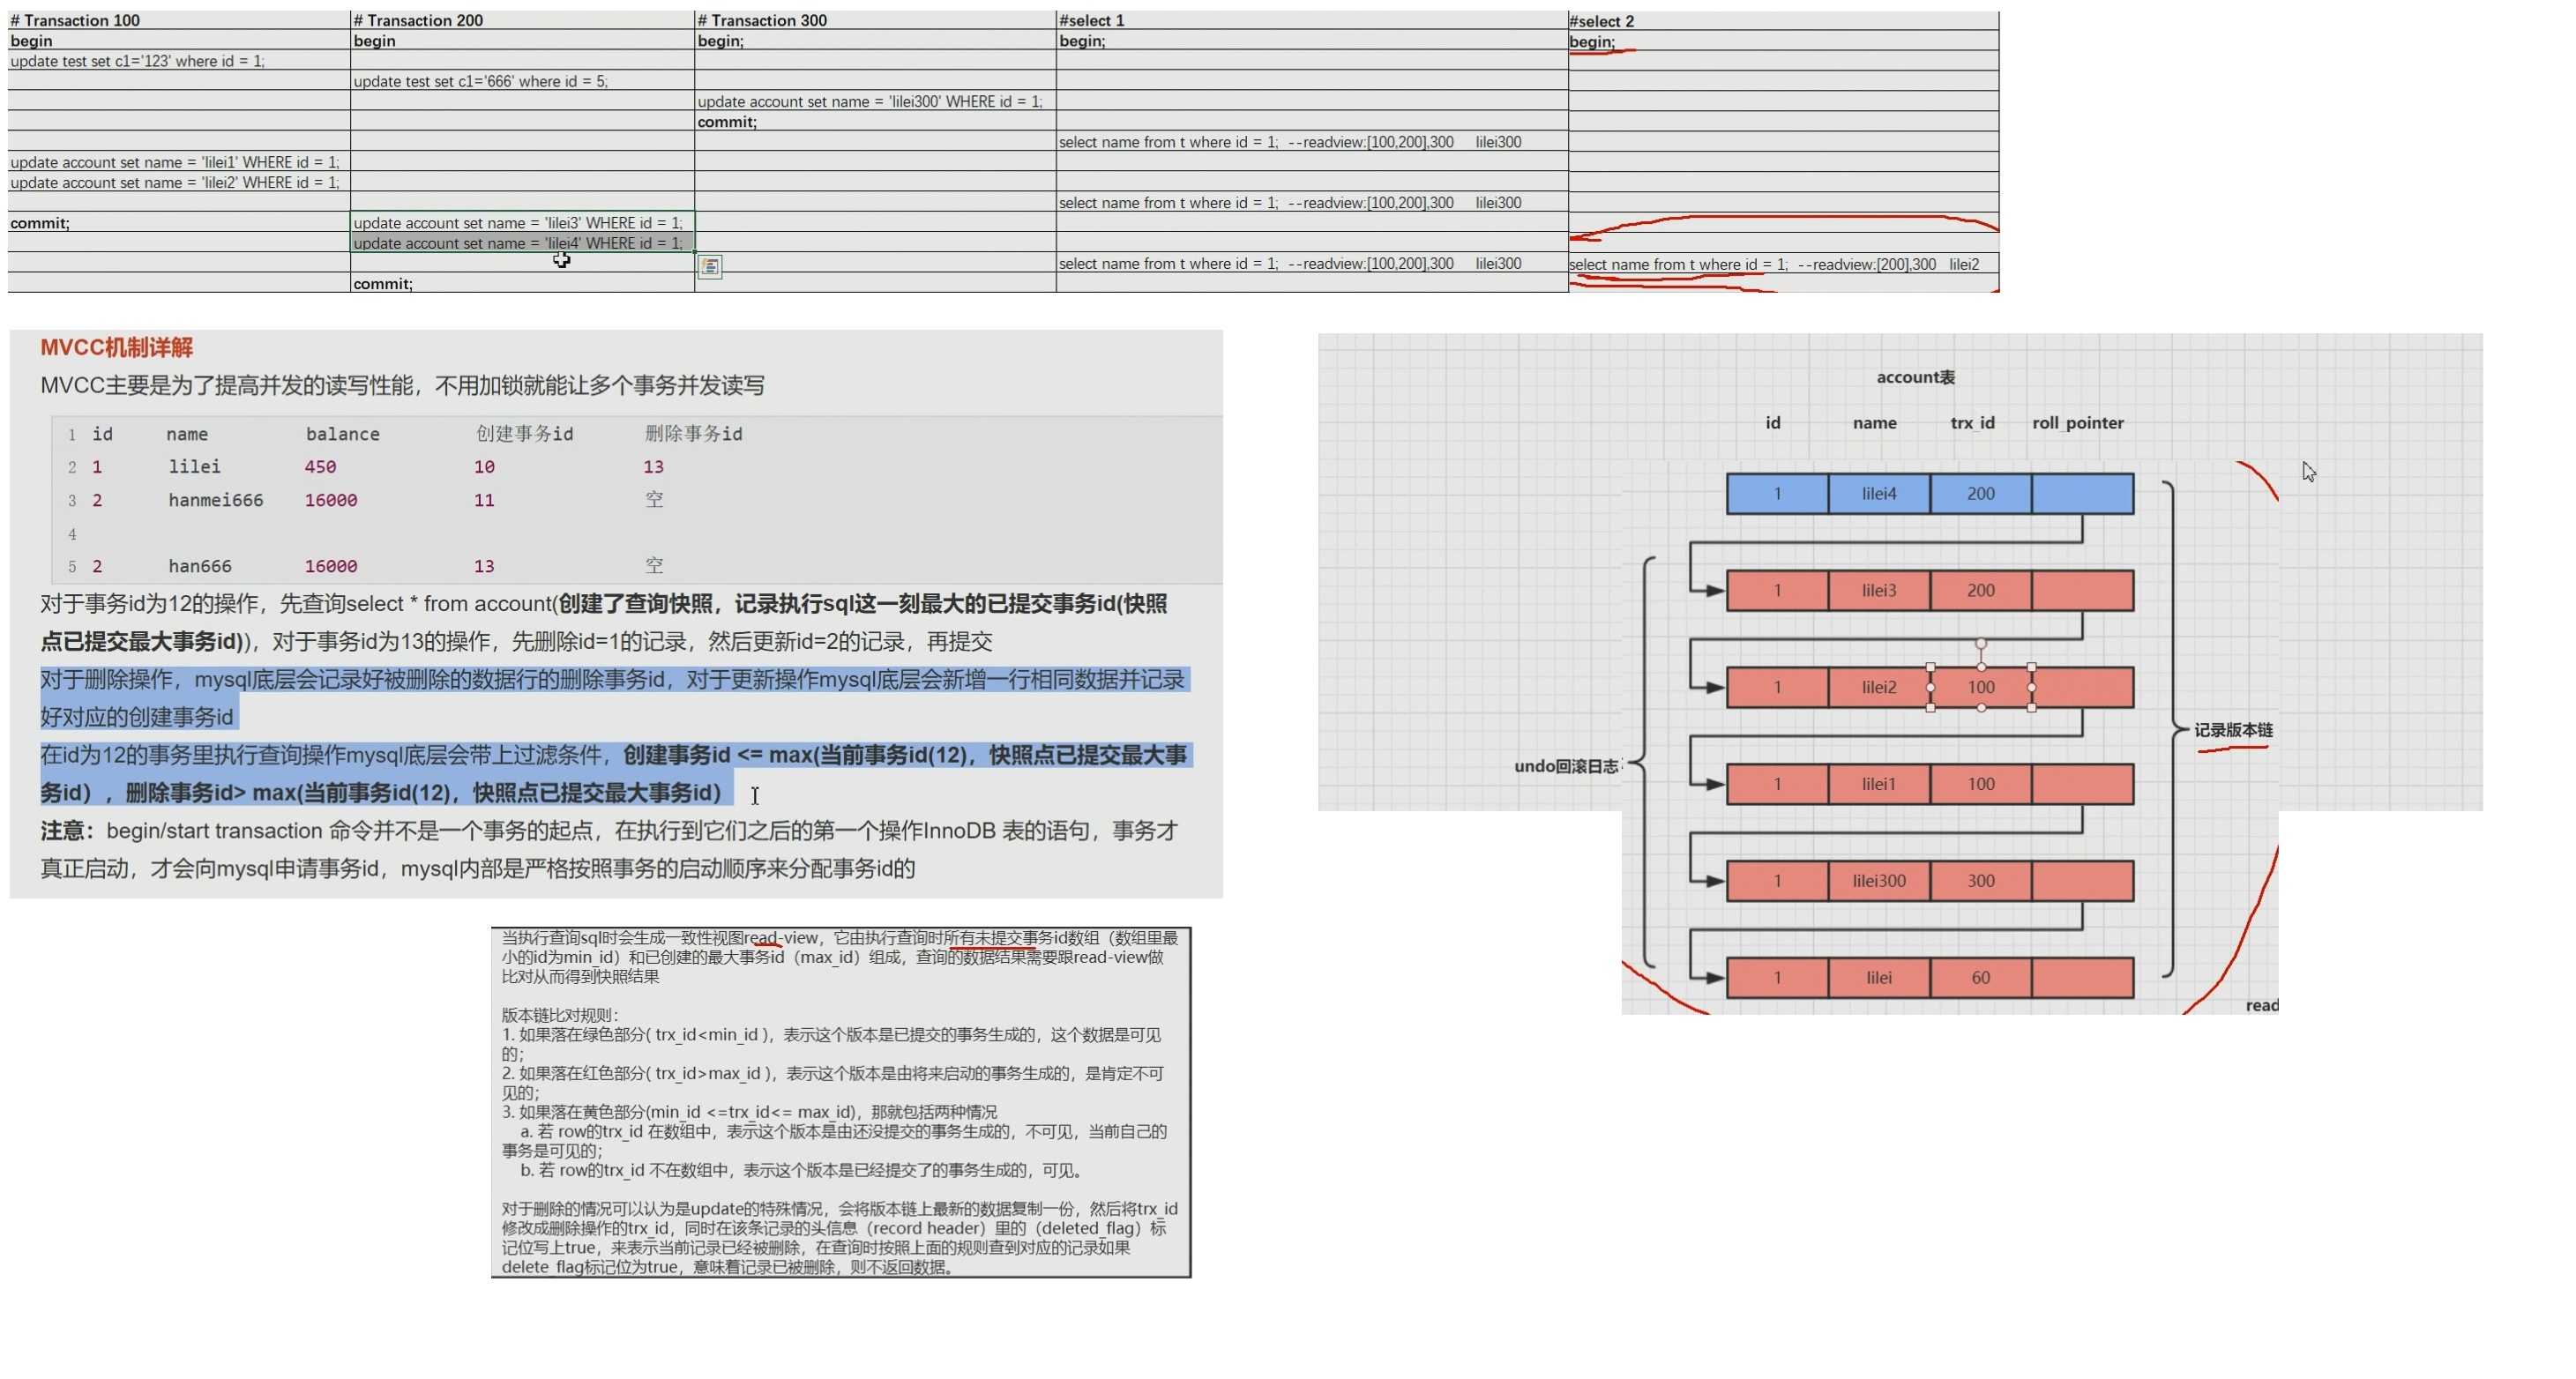 # Transaction 100	# Transaction 200	# Transaction 300	#select 1	#select 2
begin	begin	begin;	begin;	begin;
update test set c1='123' where id = 1;
update test set c1='666' where id = 5;
update account set name = 'lilei300' WHERE id = 1;
commit;
select name from t where id = 1; --readview:[100,200],300 lilei300
update account set name = 'lilei1' WHERE id = 1;
update account set name = 'lilei2' WHERE id = 1;
select name from t where id = 1; --readview:[100,200],300 lilei300
commit;	update account set name = 'lilei3' WHERE id = 1;
update account set name = 'lilei4' WHERE id = 1;
select name from t where id = 1; --readview:[100,200],300 lilei300	select name from t where id = 1; --readview:[200],300 lilei2
commit;
MVCC机制详解
MVCC主要是为了提高并发的读写性能，不用加锁就能让多个事务并发读写
1 id name balance 创建事务id 删除事务id
2 1 lilei 450 10 13
3 2 hanmei666 16000 11 空
4
5 2 han666 16000 13 空
对于事务id为12的操作，先查询select * from account(创建了查询快照，记录执行sql这一刻最大的已提交事务id(快照
点已提交最大事务id))，对于事务id为13的操作，先删除id=1的记录，然后更新id=2的记录，再提交
对于删除操作，mysql底层会记录好被删除的数据行的删除事务id，对于更新操作mysql底层会新增一行相同数据并记录
好对应的创建事务id
在id为12的事务里执行查询操作mysql底层会带上过滤条件，创建事务id <= max(当前事务id(12)，快照点已提交最大事
务id），删除事务id> max(当前事务id(12)，快照点已提交最大事务id）
注意：begin/start transaction 命令并不是一个事务的起点，在执行到它们之后的第一个操作InnoDB 表的语句，事务才
真正启动，才会向mysql申请事务id，mysql内部是严格按照事务的启动顺序来分配事务id的
当执行查询sql时会生成一致性视图read-view，它由执行查询时所有未提交事务id数组（数组里最
小的id为min_id）和已创建的最大事务id（max_id）组成，查询的数据结果需要跟read-view做
比对从而得到快照结果
版本链比对规则：
1. 如果落在绿色部分( trx_id<min_id )，表示这个版本是已提交的事务生成的，这个数据是可见
的；
2. 如果落在红色部分( trx_id>max_id )，表示这个版本是由将来启动的事务生成的，是肯定不可
见的；
3. 如果落在黄色部分(min_id <=trx_id<= max_id)，那就包括两种情况
a. 若 row的trx_id 在数组中，表示这个版本是由还没提交的事务生成的，不可见，当前自己的
事务是可见的；
b. 若 row的trx_id 不在数组中，表示这个版本是已经提交了的事务生成的，可见。
对于删除的情况可以认为是update的特殊情况，会将版本链上最新的数据复制一份，然后将trx_id
修改成删除操作的trx_id，同时在该条记录的头信息（record header）里的（deleted_flag）标
记位写上true，来表示当前记录已经被删除，在查询时按照上面的规则查到对应的记录如果
delete_flag标记位为true，意味着记录已被删除，则不返回数据。
account表
id name trx_id roll_pointer
1 lilei4 200
1 lilei3 200
1 lilei2 100
记录版本链
undo回滚日志
1 lilei1 100
1 lilei300 300
1 lilei 60
read